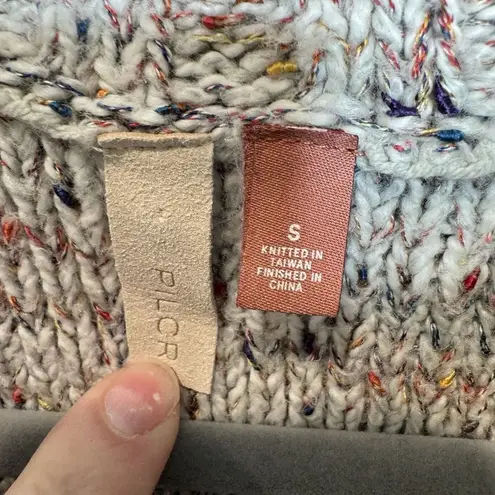 PILCR
S
KNITTED IN
TAIWAN
FINISHED IN
CHINA